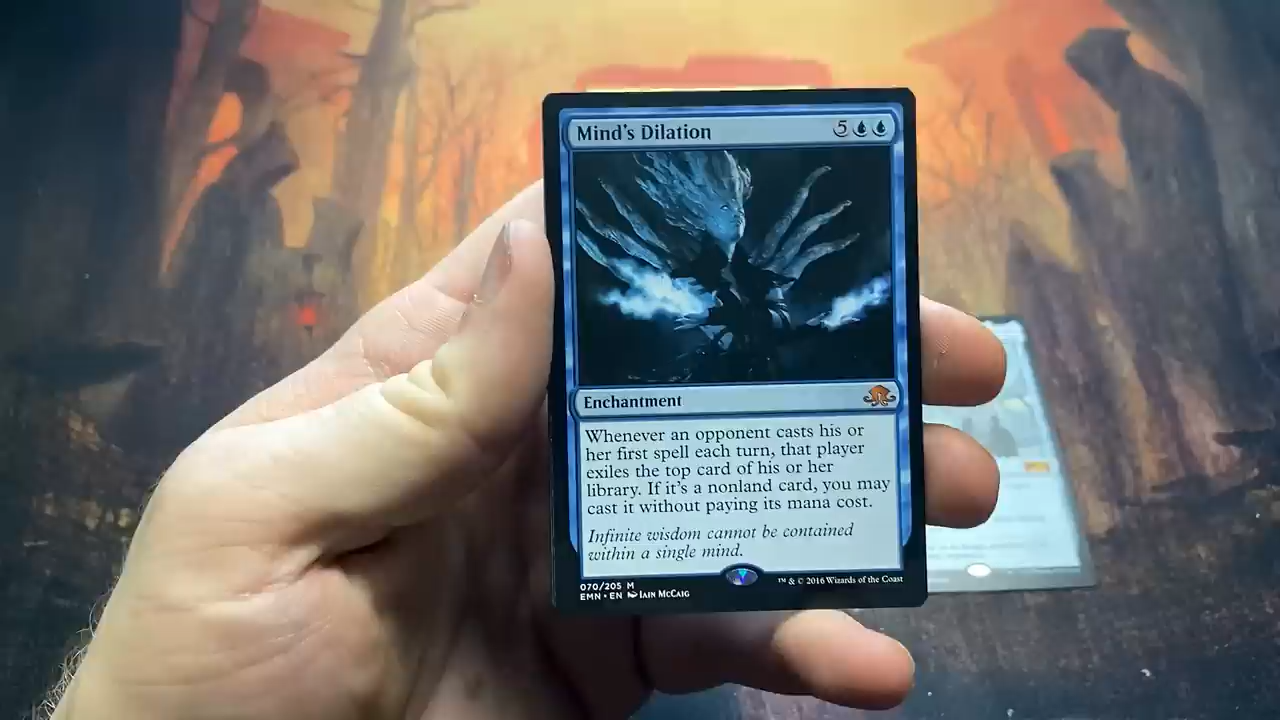 Mind's Dilation 5
Enchantment
Whenever an opponent casts his or
her first spell each turn, that player
exiles the top card of his or her
library. If it's a nonland card, you may
cast it without paying its mana cost.
Infinite wisdom cannot be contained
within a single mind.
070/205 M
EMN • EN Iain McCaig
™ & © 2016 Wizards of the Coast